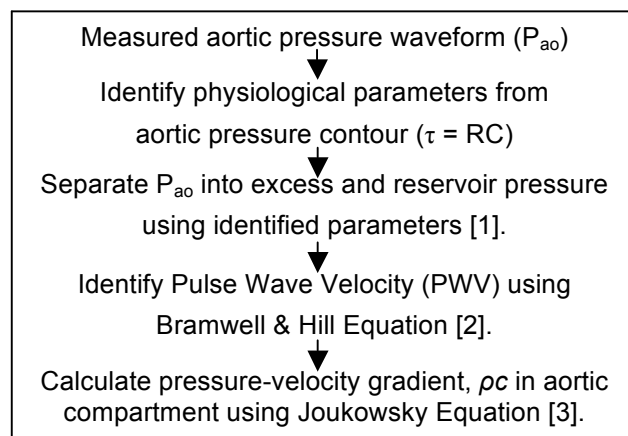 Measured aortic pressure waveform (Pao)
Identify physiological parameters from
aortic pressure contour (τ = RC)
Separate Pao into excess and reservoir pressure
using identified parameters [1].
Identify Pulse Wave Velocity (PWV) using
Bramwell & Hill Equation [2].
Calculate pressure-velocity gradient, ρc in aortic
compartment using Joukowsky Equation [3].